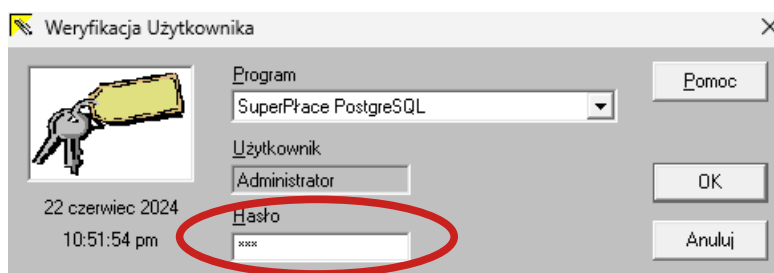 Weryfikacja Użytkownika
Program
SuperPłace PostgreSQL
Pomoc
Użytkownik
Administrator
OK
22 czerwiec 2024
Hasło
10:51:54 pm
***
Anuluj